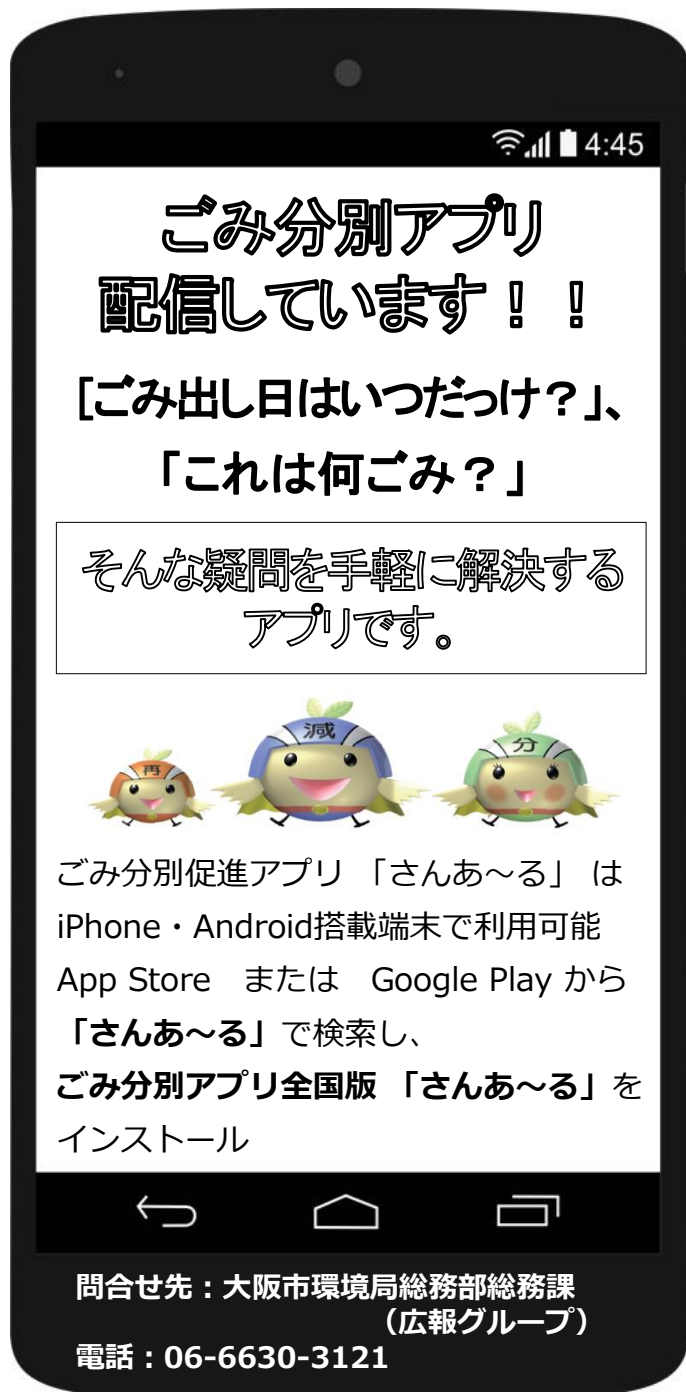 4:45
ごみ分別アプリ
配信しています！！
[ごみ出し日はいつだっけ？」、
「これは何ごみ？」
そんな疑問を手軽に解決する
アプリです。
再 減 分
ごみ分別促進アプリ 「さんあ～る」 は
iPhone・Android搭載端末で利用可能
App Store　または　Google Play から
「さんあ～る」で検索し、
ごみ分別アプリ全国版 「さんあ～る」を
インストール
問合せ先：大阪市環境局総務部総務課
（広報グループ）
電話：06-6630-3121